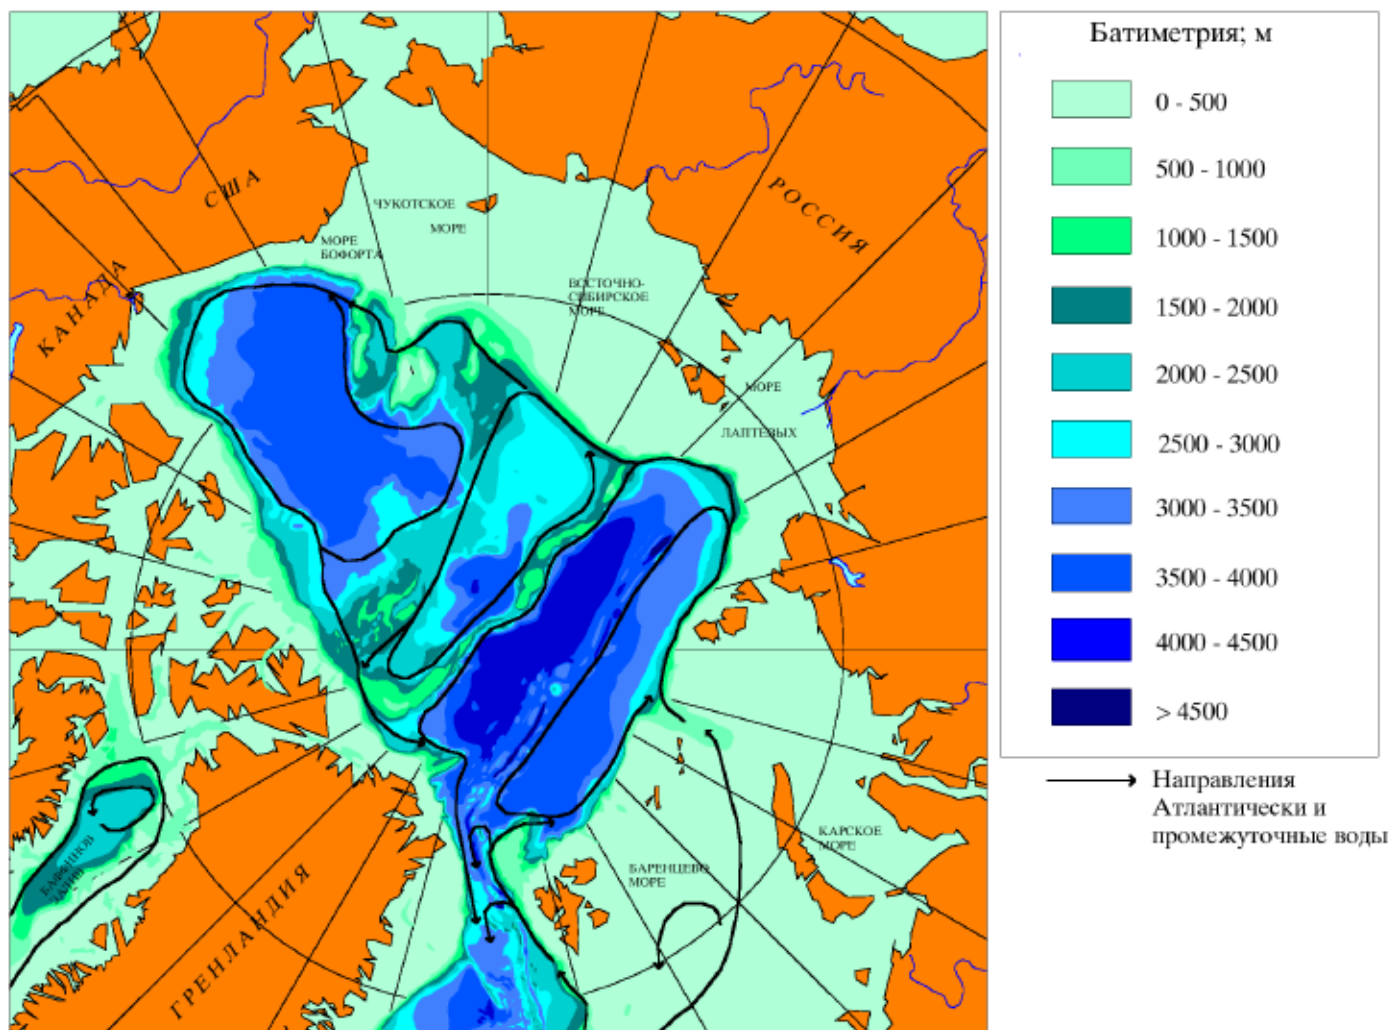 Батиметрия; м
0 - 500
500 - 1000
1000 - 1500
1500 - 2000
2000 - 2500
2500 - 3000
3000 - 3500
3500 - 4000
4000 - 4500
> 4500
Направления
Атлантически и
промежуточные воды
США
КАНАДА
РОССИЯ
ЧУКОТСКОЕ
МОРЕ
МОРЕ
БОФОРТА
ВОСТОЧНО-
СИБИРСКОЕ
МОРЕ
МОРЕ
ЛАПТЕВЫХ
КАРСКОЕ
МОРЕ
БАРЕНЦЕВО
МОРЕ
БАФФИНОВ
ЗАЛИВ
ГРЕНЛАНДИЯ